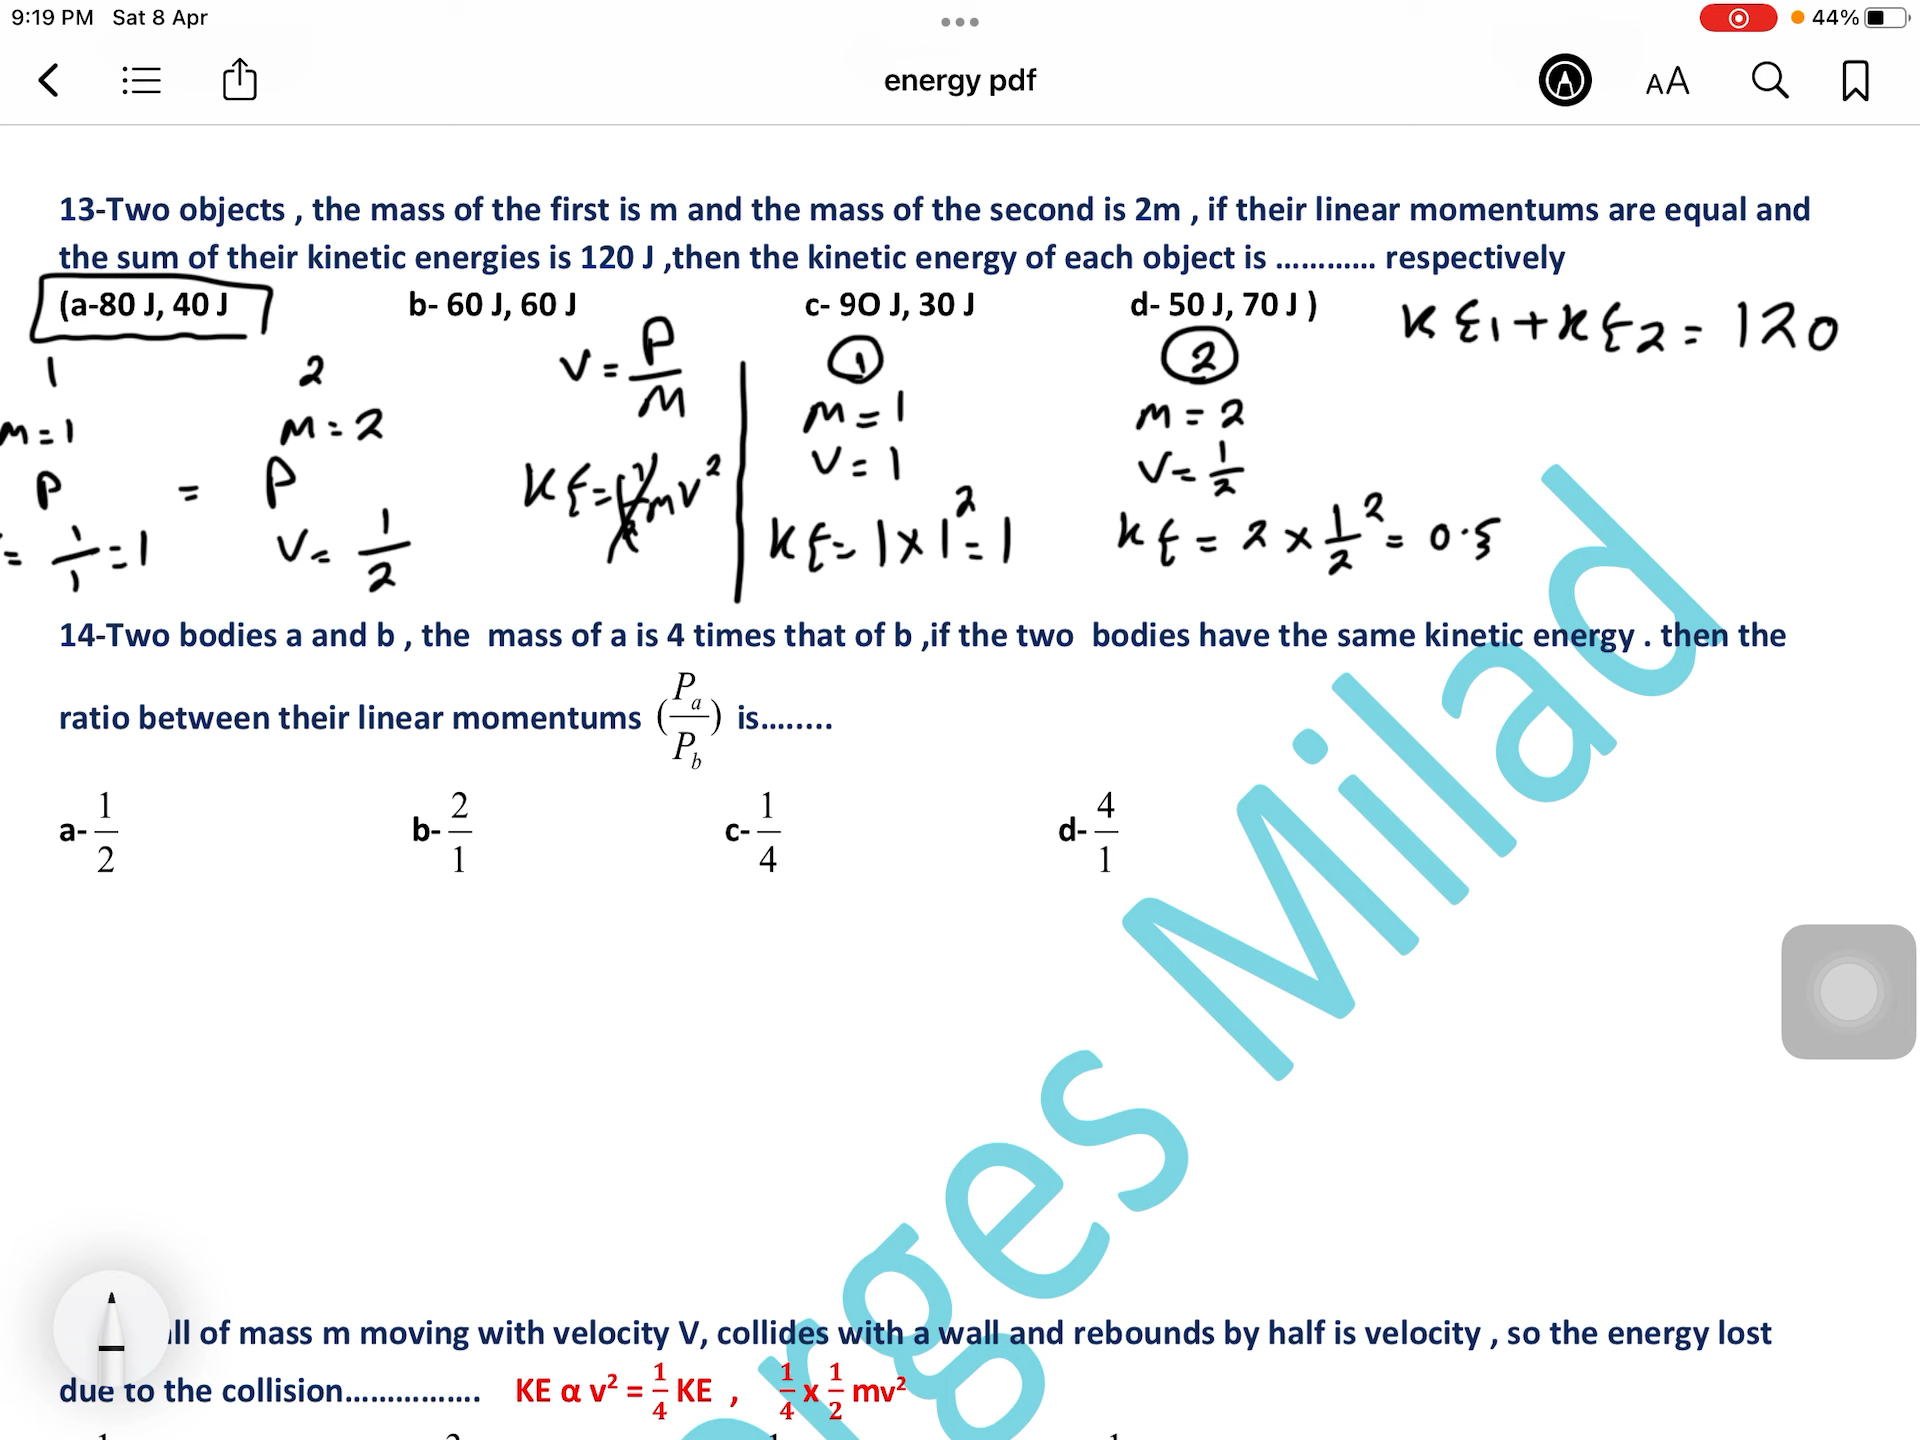 9:19 PM Sat 8 Apr
44%
energy pdf
AA
13-Two objects , the mass of the first is m and the mass of the second is 2m , if their linear momentums are equal and
the sum of their kinetic energies is 120 J ,then the kinetic energy of each object is ............ respectively
(a-80 J, 40 J b- 60 J, 60 J c- 9O J, 30 J d- 50 J, 70 J )
KE1 + KE2 = 120
1 2 V = P/M ① ②
M=1 M=2 M=1 M=2
P = P V=1 V=1/2
= 1/1 =1 V= 1/2 KE=1/2mv² KE=1x1²=1 KE = 2 x 1/2² = 0.5
14-Two bodies a and b , the mass of a is 4 times that of b ,if the two bodies have the same kinetic energy . then the
ratio between their linear momentums (Pa/Pb) is........
a- 1/2 b- 2/1 c- 1/4 d- 4/1
ll of mass m moving with velocity V, collides with a wall and rebounds by half is velocity , so the energy lost
due to the collision................ KE α v² = 1/4 KE , 1/4 x 1/2 mv²
rges Milad